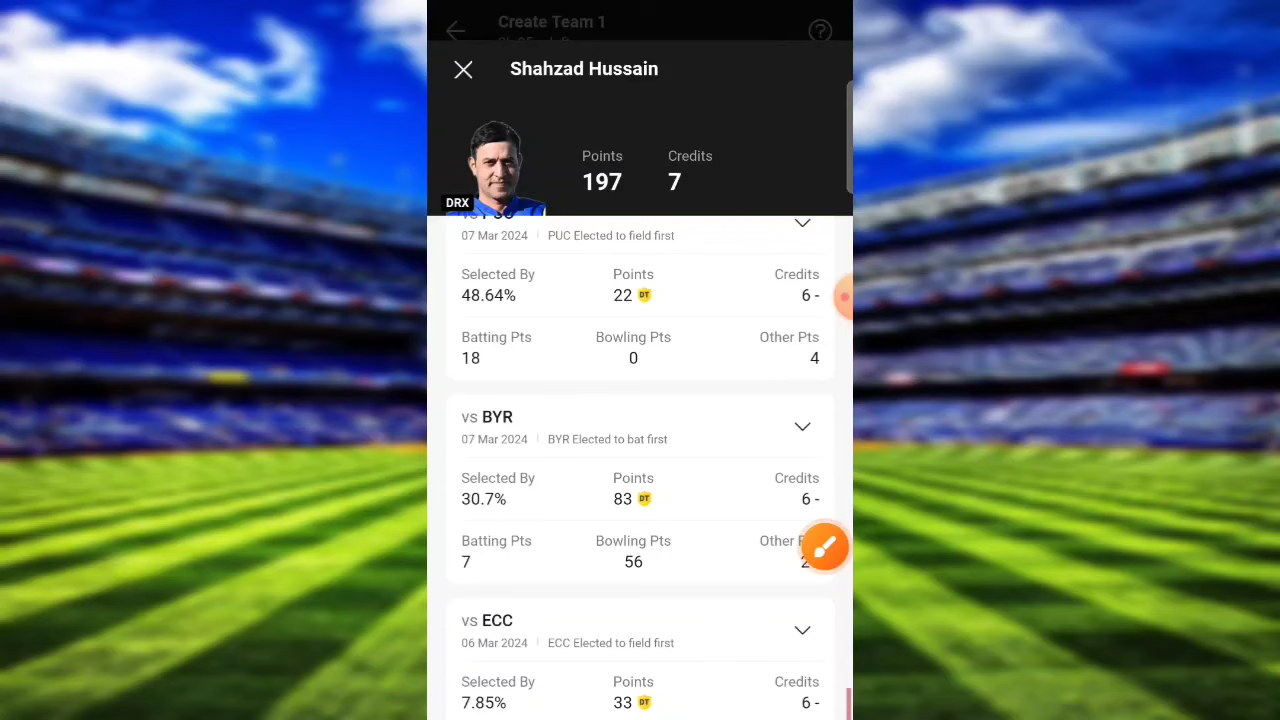 Create Team 1
Shahzad Hussain
Points Credits
197 7
DRX
07 Mar 2024 PUC Elected to field first
Selected By Points Credits
48.64% 22 DT 6 -
Batting Pts Bowling Pts Other Pts
18 0 4
vs BYR
07 Mar 2024 BYR Elected to bat first
Selected By Points Credits
30.7% 83 DT 6 -
Batting Pts Bowling Pts Other
7 56
vs ECC
06 Mar 2024 ECC Elected to field first
Selected By Points Credits
7.85% 33 DT 6 -